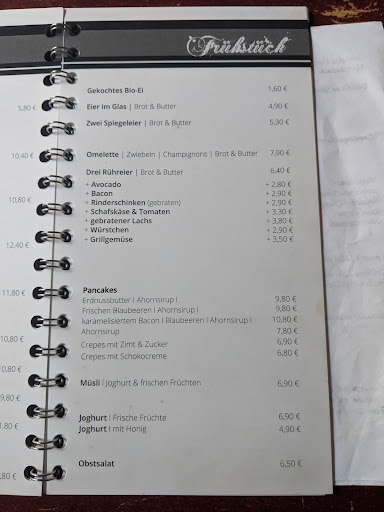 Frühstück
Gekochtes Bio-Ei 1,60 €
Eier im Glas | Brot & Butter 4,90 €
Zwei Spiegeleier | Brot & Butter 5,30 €
Omelette | Zwiebeln | Champignons | Brot & Butter 7,90 €
Drei Rühreier | Brot & Butter 6,40 €
+ Avocado + 2,80 €
+ Bacon + 2,90 €
+ Rinderschinken (gebraten) + 2,90 €
+ Schafskäse & Tomaten + 3,30 €
+ gebratener Lachs + 3,80 €
+ Würstchen + 2,90 €
+ Grillgemüse + 3,50 €
Pancakes
Erdnussbutter l Ahornsirup l 9,80 €
Frischen Blaubeeren l Ahornsirup l 9,80 €
karamelisiertem Bacon l Blaubeeren l Ahornsirup l 10,80 €
Ahornsirup 7,80 €
Crepes mit Zimt & Zucker 6,90 €
Crepes mit Schokocreme 6,80 €
Müsli l Joghurt & frischen Früchten 6,90 €
Joghurt l Frische Früchte 6,90 €
Joghurt l mit Honig 4,90 €
Obstsalat 6,50 €
5,80 €
10,40 €
10,80 €
12,40 €
11,80 €
10,80 €